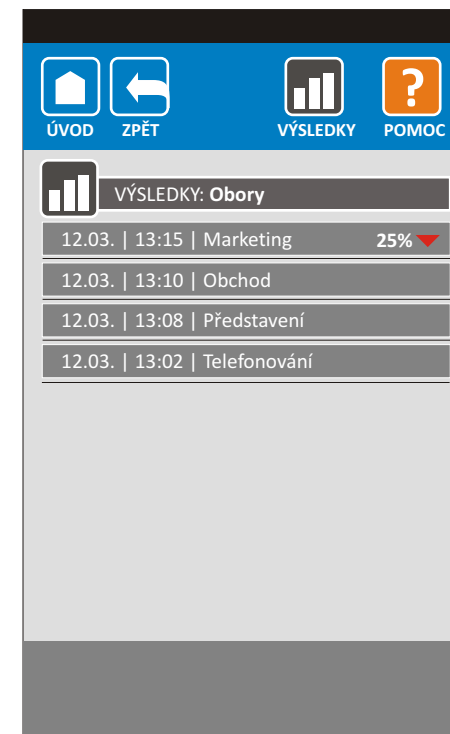 ÚVOD ZPĚT VÝSLEDKY ? POMOC
VÝSLEDKY: Obory
12.03. | 13:15 | Marketing 25%
12.03. | 13:10 | Obchod
12.03. | 13:08 | Představení
12.03. | 13:02 | Telefonování